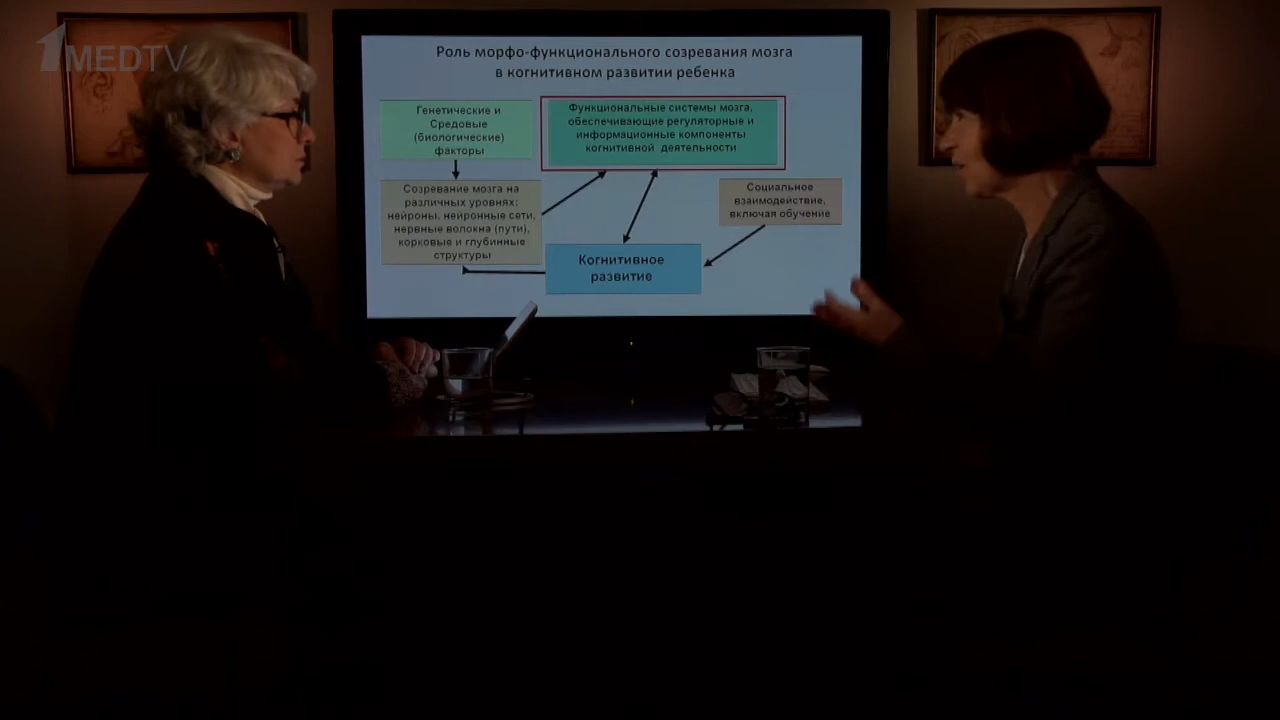 1MEDTV
Роль морфо-функционального созревания мозга
в когнитивном развитии ребенка
Генетические и
Средовые
(биологические)
факторы
Функциональные системы мозга,
обеспечивающие регуляторные и
информационные компоненты
когнитивной деятельности
Созревание мозга на
различных уровнях:
нейроны, нейронные сети,
нервные волокна (пути),
корковые и глубинные
структуры
Социальное
взаимодействие,
включая обучение
Когнитивное
развитие